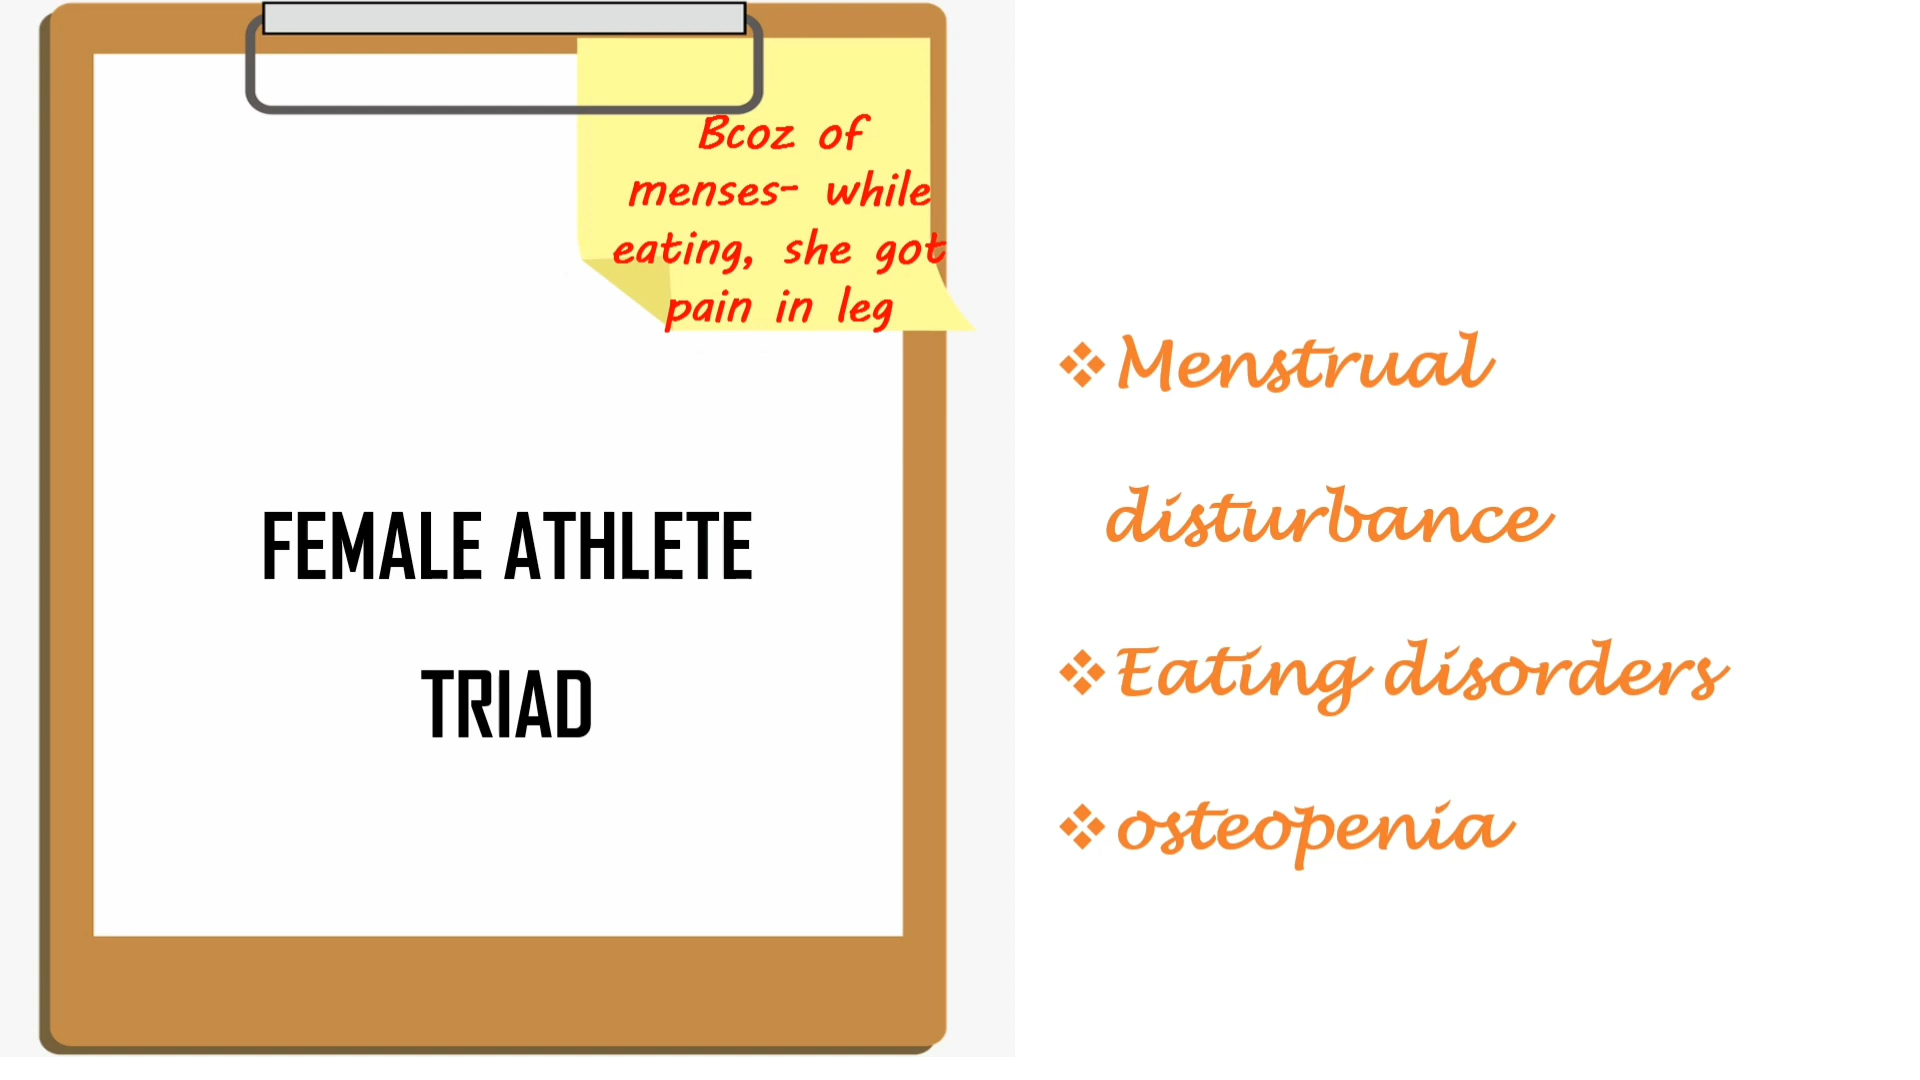 Bcoz of
menses- while
eating, she got
pain in leg
FEMALE ATHLETE
TRIAD
❖Menstrual
disturbance
❖Eating disorders
❖osteopenia